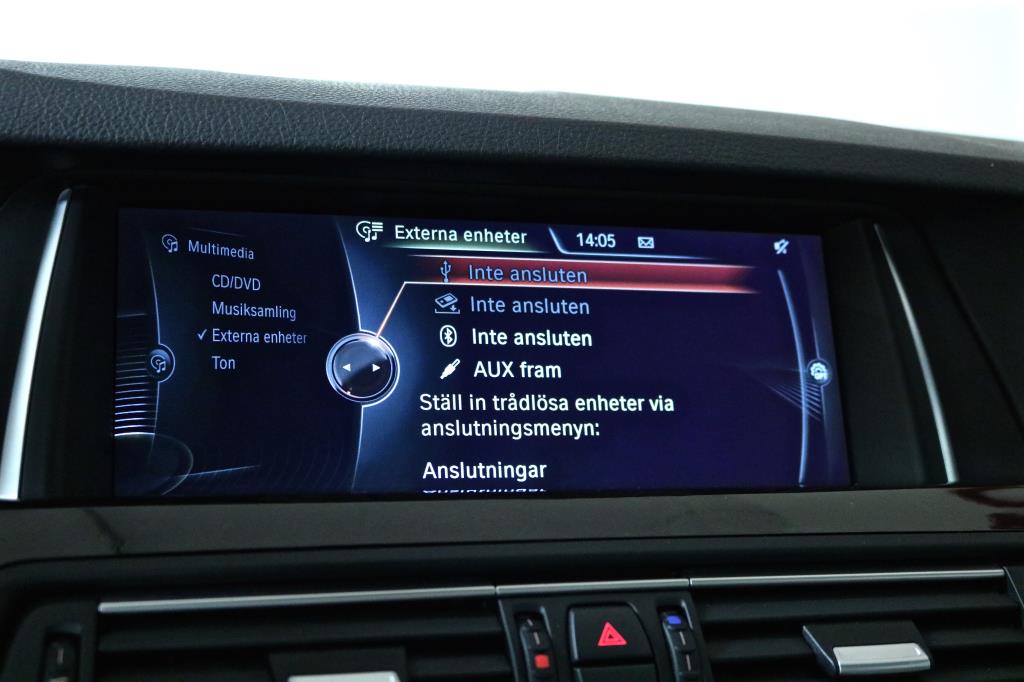 Multimedia
CD/DVD
Musiksamling
✓ Externa enheter
Ton
Externa enheter
14:05
Inte ansluten
Inte ansluten
Inte ansluten
AUX fram
Ställ in trådlösa enheter via
anslutningsmenyn:
Anslutningar